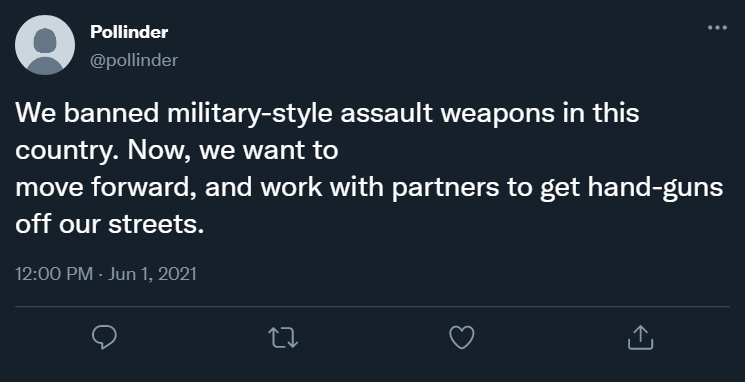 Pollinder
@pollinder
We banned military-style assault weapons in this
country. Now, we want to
move forward, and work with partners to get hand-guns
off our streets.
12:00 PM · Jun 1, 2021